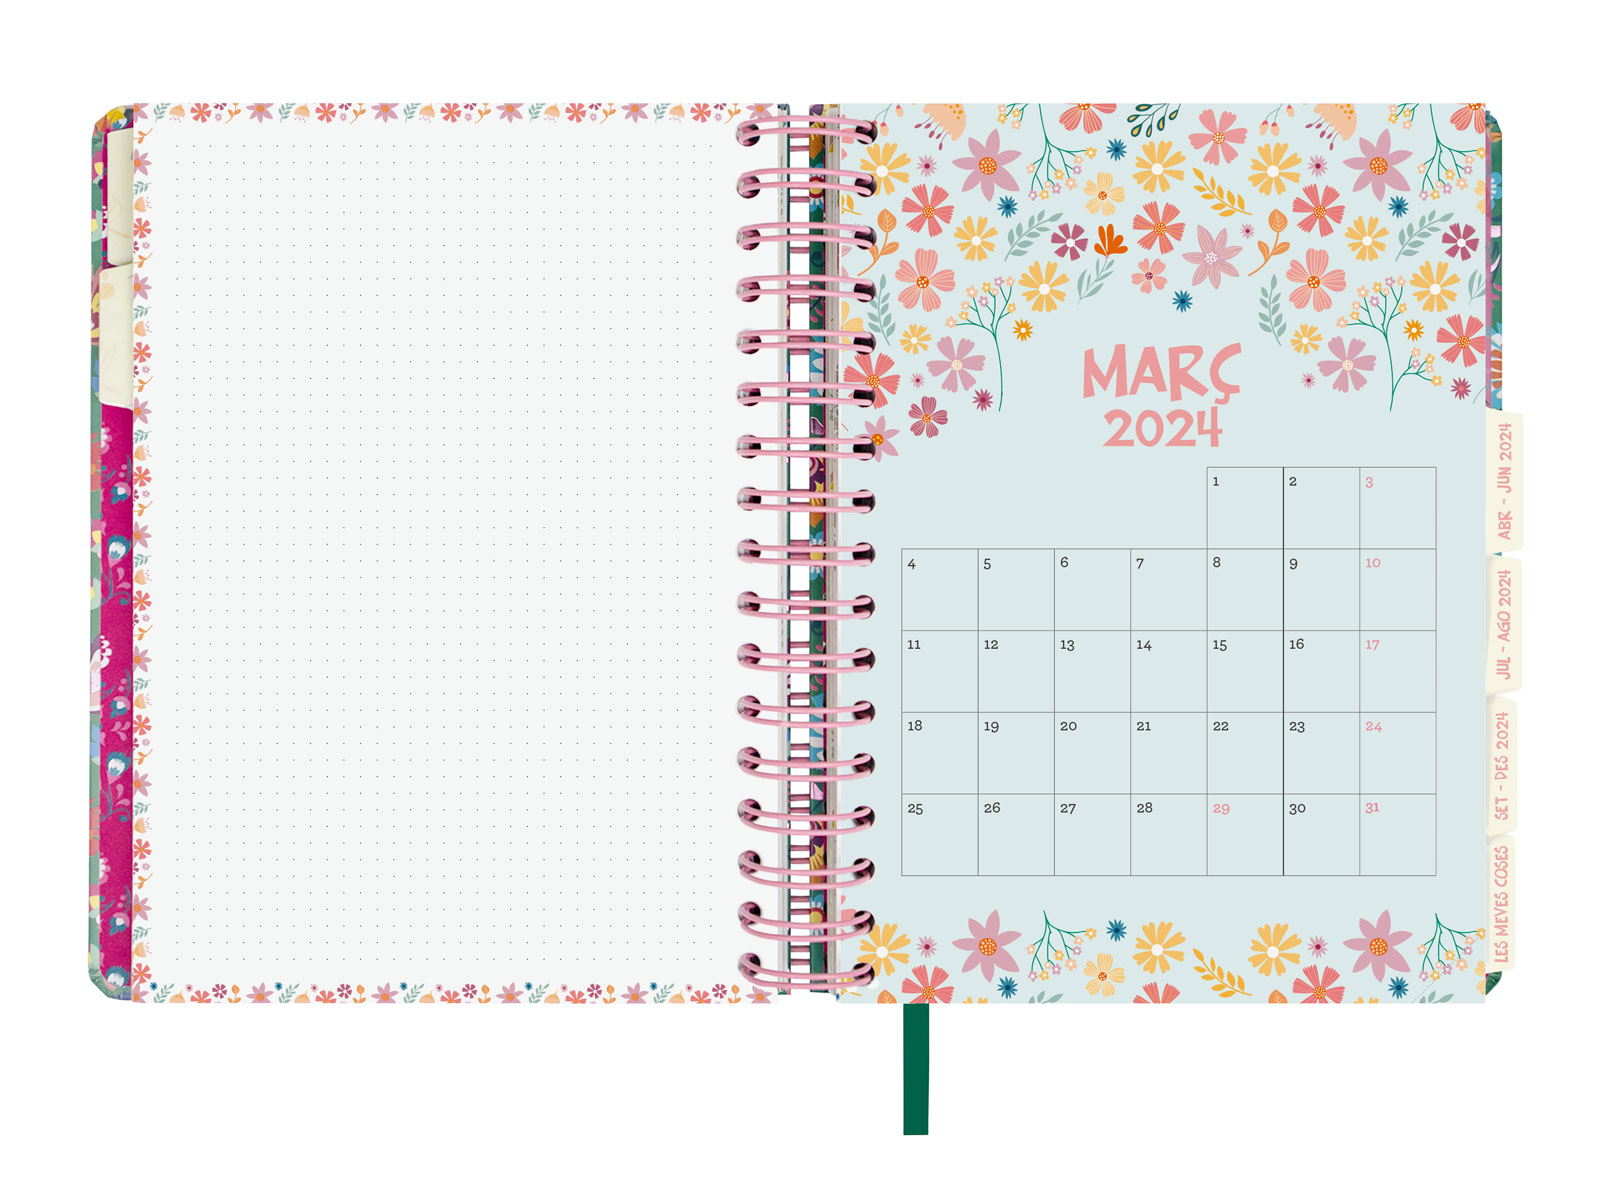 MARÇ
2024
1 2 3
4 5 6 7 8 9 10
11 12 13 14 15 16 17
18 19 20 21 22 23 24
25 26 27 28 29 30 31
ABR - JUN 2024
JUL - AGO 2024
SET - DES 2024
LES MEVES COSES